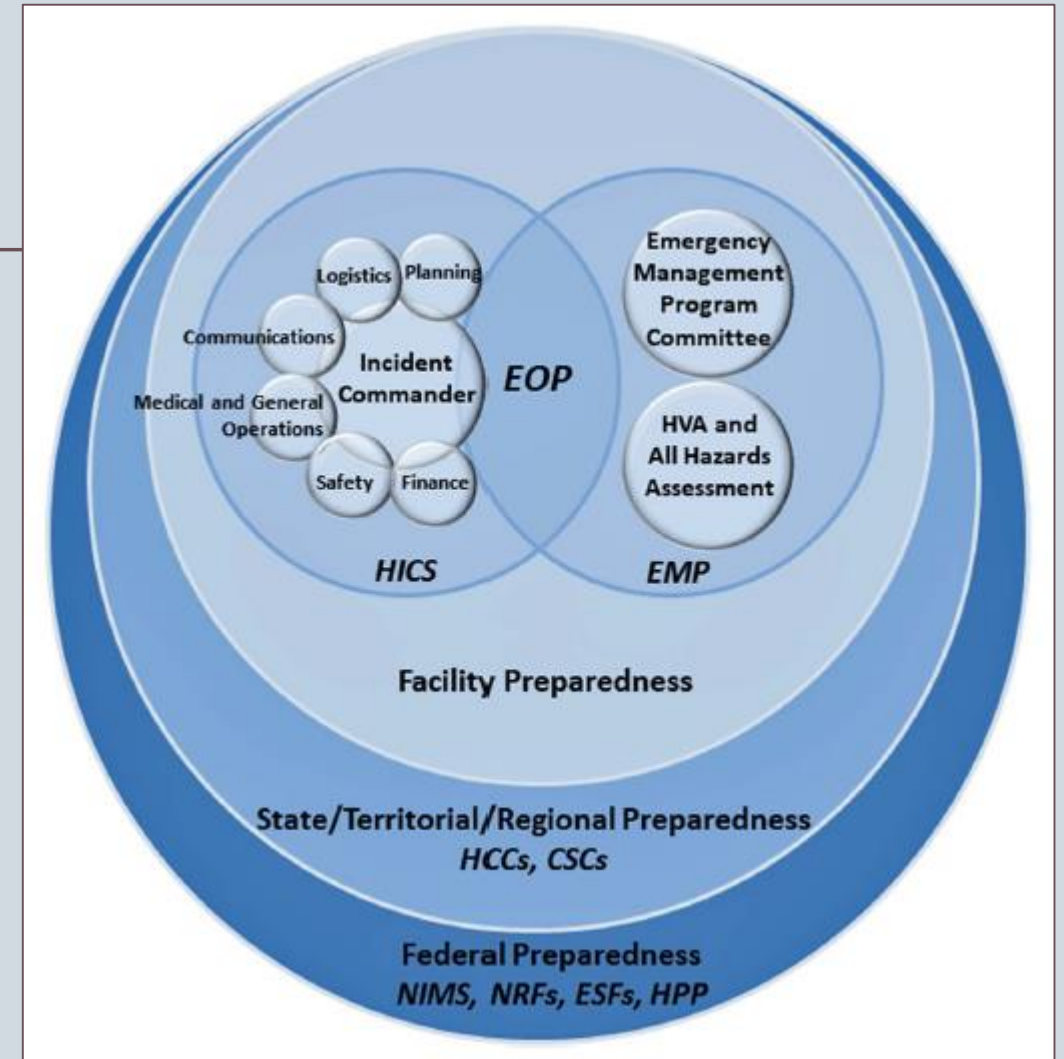 Logistics
Planning
Communications
Incident
Commander
Medical and General
Operations
Safety
Finance
HICS
EOP
Emergency
Management
Program
Committee
HVA and
All Hazards
Assessment
EMP
Facility Preparedness
State/Territorial/Regional Preparedness
HCCs, CSCs
Federal Preparedness
NIMS, NRFs, ESFs, HPP